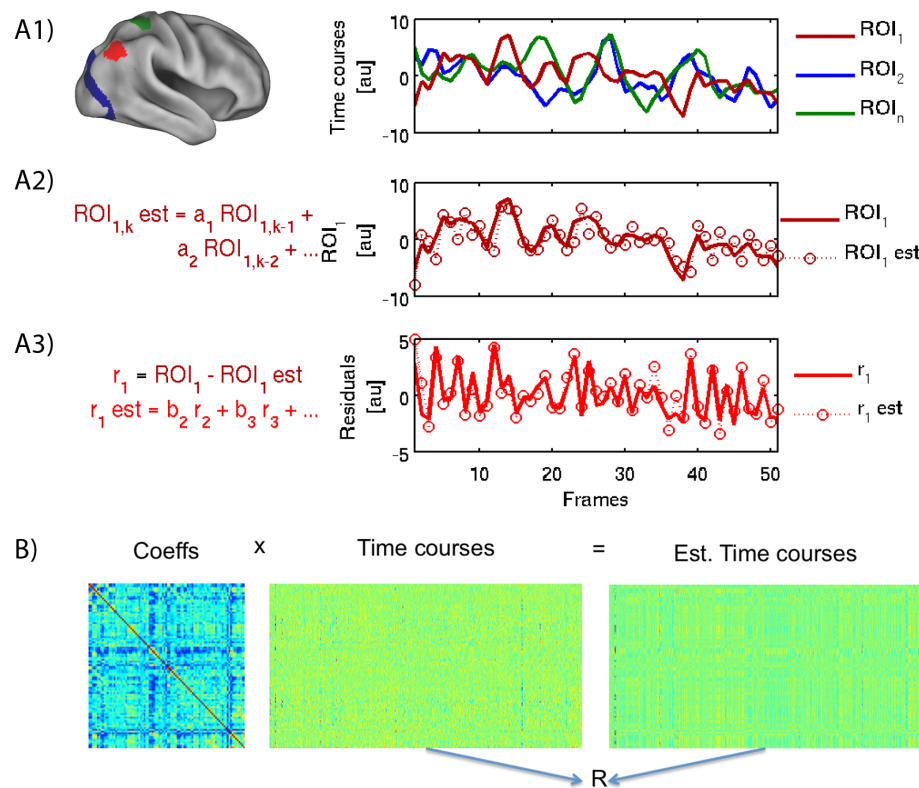 A1)
Time courses
[au]
10
0
-10
ROI1
ROI2
ROIn
A2)
ROI1,k est = a1 ROI1,k-1 +
a2 ROI1,k-2 + ...
ROI1
[au]
10
0
-10
ROI1
ROI1 est
A3)
r1 = ROI1 - ROI1 est
r1 est = b2 r2 + b3 r3 + ...
Residuals
[au]
5
0
-5
r1
r1 est
10 20 30 40 50
Frames
B)
Coeffs x Time courses = Est. Time courses
R